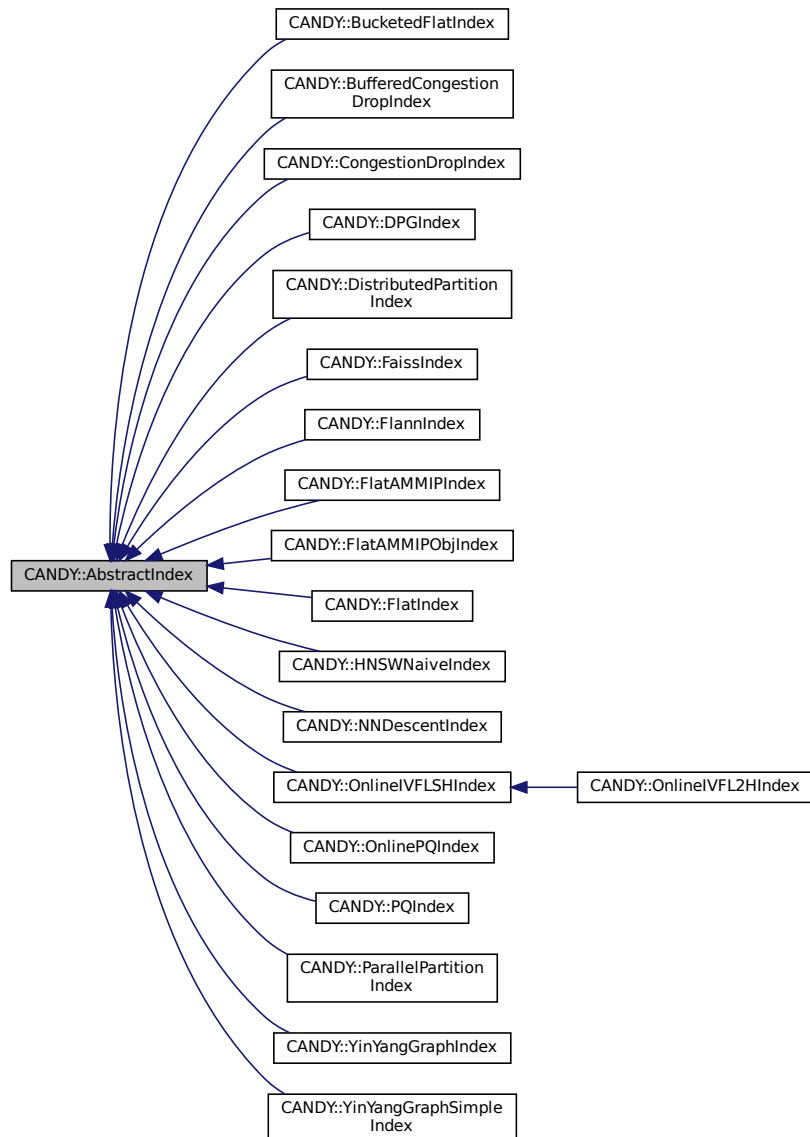 CANDY::BucketedFlatIndex
CANDY::BufferedCongestion
DropIndex
CANDY::CongestionDropIndex
CANDY::DPGIndex
CANDY::DistributedPartition
Index
CANDY::FaissIndex
CANDY::FlannIndex
CANDY::FlatAMMIPIndex
CANDY::FlatAMMIPObjIndex
CANDY::AbstractIndex
CANDY::FlatIndex
CANDY::HNSWNaiveIndex
CANDY::NNDescentIndex
CANDY::OnlineIVFLSHIndex
CANDY::OnlineIVFL2HIndex
CANDY::OnlinePQIndex
CANDY::PQIndex
CANDY::ParallelPartition
Index
CANDY::YinYangGraphIndex
CANDY::YinYangGraphSimple
Index